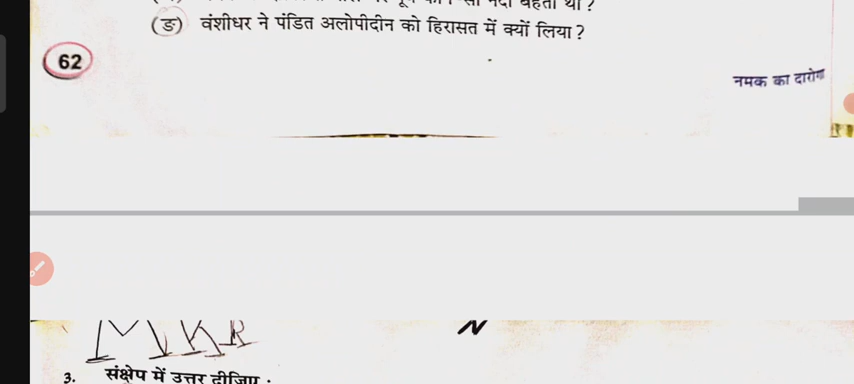 (ङ) वंशीधर ने पंडित अलोपीदीन को हिरासत में क्यों लिया?
62
नमक का दारोगा
3. संक्षेप में उत्तर दीजिए :